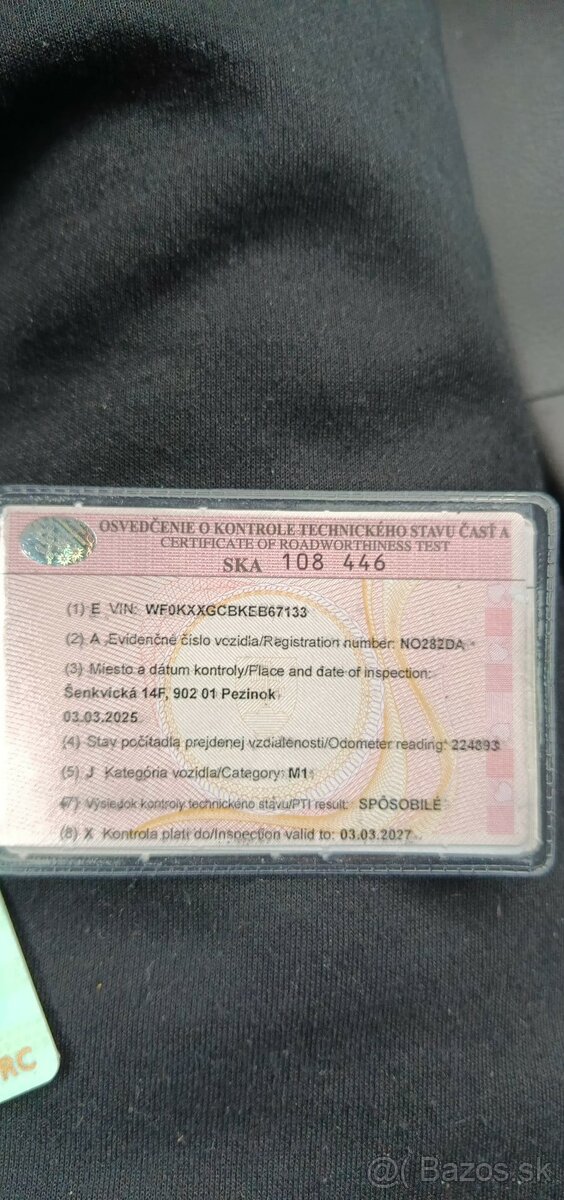 OSVEDČENIE O KONTROLE TECHNICKÉHO STAVU ČASŤ A
CERTIFICATE OF ROADWORTHINESS TEST
SKA 108 446
(1) E VIN: WF0KXXGCBKEB67133
(2) A Evidenčné číslo vozidla/Registration number: NO282DA
(3) Miesto a dátum kontroly/Place and date of inspection:
Šenkvická 14F, 902 01 Pezinok
03.03.2025
(4) Stav počítadla prejdenej vzdialenosti/Odometer reading: 224893
(5) J Kategória vozidla/Category: M1
(7) Výsledok kontroly technického stavu/PTI result: SPÔSOBILÉ
(8) X Kontrola platí do/Inspection valid to: 03.03.2027
RC
Bazos.sk